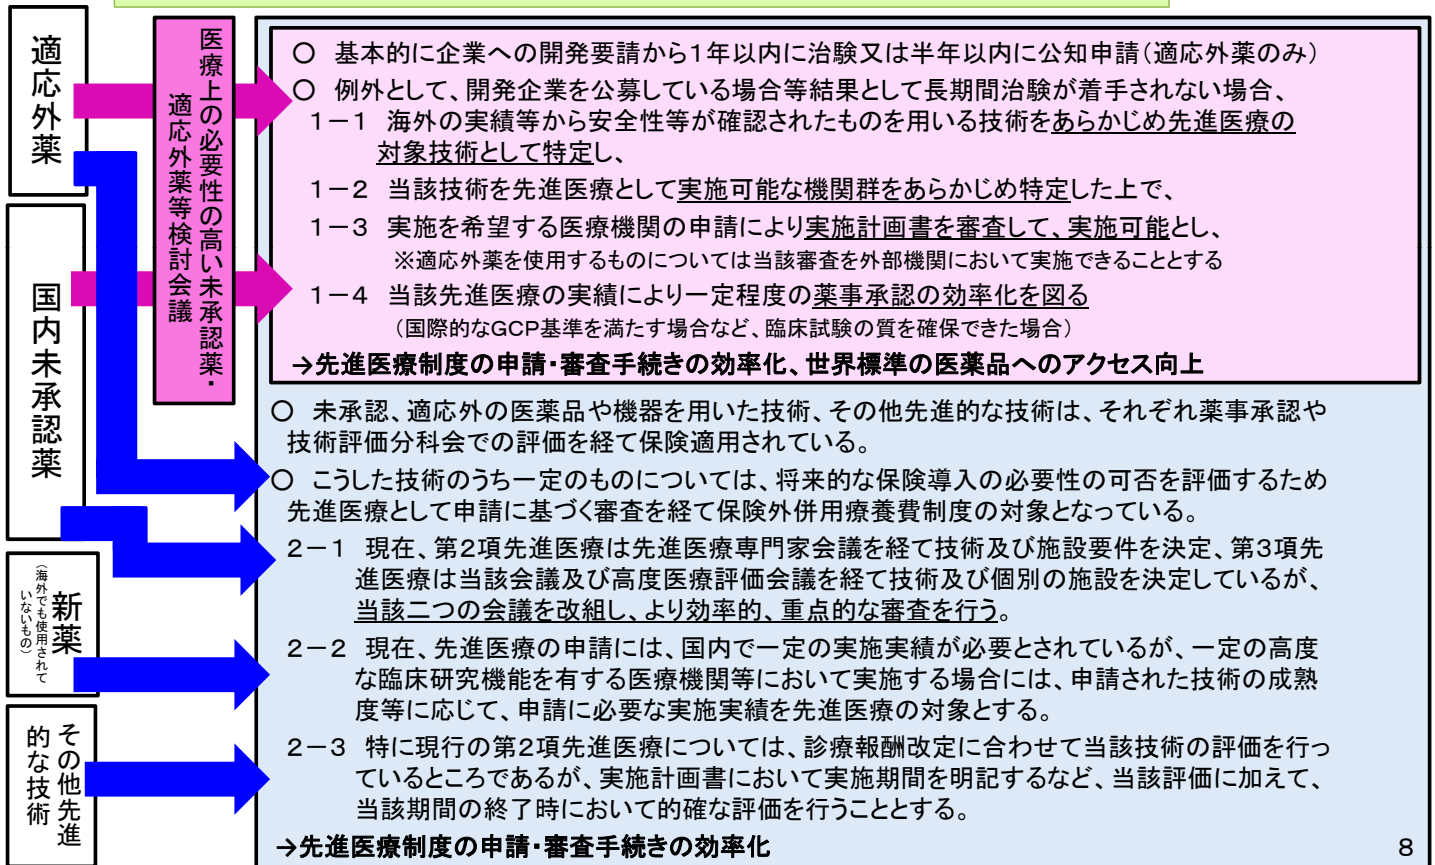 適応外薬
国内未承認薬
新薬
（海外でも使用されて
いないもの）
その他先進
的な技術
医療上の必要性の高い未承認薬・
適応外薬等検討会議
○　基本的に企業への開発要請から１年以内に治験又は半年以内に公知申請（適応外薬のみ）
○　例外として、開発企業を公募している場合等結果として長期間治験が着手されない場合、
１－１　海外の実績等から安全性等が確認されたものを用いる技術をあらかじめ先進医療の
対象技術として特定し、
１－２　当該技術を先進医療として実施可能な機関群をあらかじめ特定した上で、
１－３　実施を希望する医療機関の申請により実施計画書を審査して、実施可能とし、
※適応外薬を使用するものについては当該審査を外部機関において実施できることとする
１－４　当該先進医療の実績により一定程度の薬事承認の効率化を図る
（国際的なGCP基準を満たす場合など、臨床試験の質を確保できた場合）
→先進医療制度の申請・審査手続きの効率化、世界標準の医薬品へのアクセス向上
○　未承認、適応外の医薬品や機器を用いた技術、その他先進的な技術は、それぞれ薬事承認や
技術評価分科会での評価を経て保険適用されている。
○　こうした技術のうち一定のものについては、将来的な保険導入の必要性の可否を評価するため
先進医療として申請に基づく審査を経て保険外併用療養費制度の対象となっている。
２－１　現在、第２項先進医療は先進医療専門家会議を経て技術及び施設要件を決定、第３項先
進医療は当該会議及び高度医療評価会議を経て技術及び個別の施設を決定しているが、
当該二つの会議を改組し、より効率的、重点的な審査を行う。
２－２　現在、先進医療の申請には、国内で一定の実施実績が必要とされているが、一定の高度
な臨床研究機能を有する医療機関等において実施する場合には、申請された技術の成熟
度等に応じて、申請に必要な実施実績を先進医療の対象とする。
２－３　特に現行の第２項先進医療については、診療報酬改定に合わせて当該技術の評価を行っ
ているところであるが、実施計画書において実施期間を明記するなど、当該評価に加えて、
当該期間の終了時において的確な評価を行うこととする。
→先進医療制度の申請・審査手続きの効率化
8